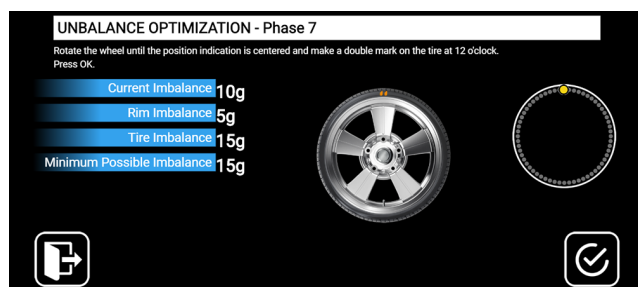 UNBALANCE OPTIMIZATION - Phase 7
Rotate the wheel until the position indication is centered and make a double mark on the tire at 12 o'clock.
Press OK.
Current Imbalance 10g
Rim Imbalance 5g
Tire Imbalance 15g
Minimum Possible Imbalance 15g